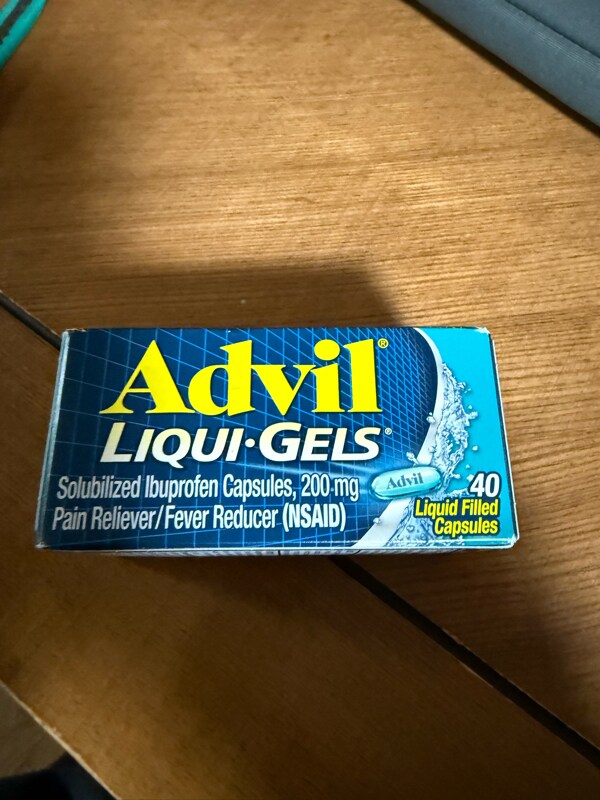 Advil®
LIQUI·GELS®
Solubilized Ibuprofen Capsules, 200 mg
Pain Reliever/Fever Reducer (NSAID)
Advil
40
Liquid Filled
Capsules